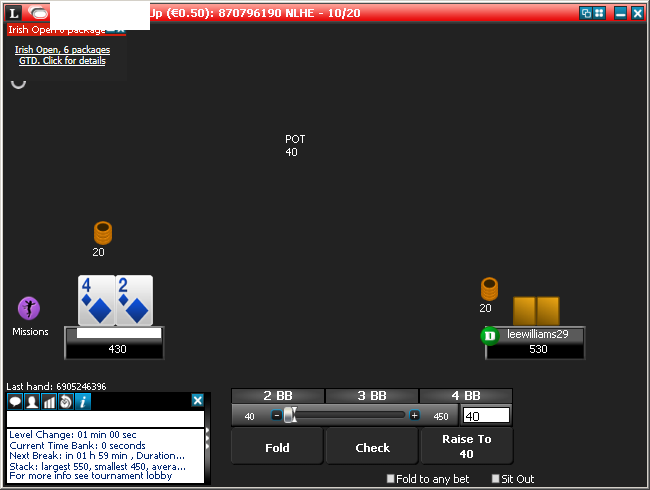 L
Up (€0.50): 870796190 NLHE - 10/20
Irish Open 6 package
Irish Open, 6 packages
GTD. Click for details
POT
40
20
4 2
20
D
Missions
leewilliams29
430
530
Last hand: 6905246396
2 BB 3 BB 4 BB
40 - + 450 40
i
Level Change: 01 min 00 sec
Current Time Bank: 0 seconds
Next Break: in 01 h 59 min , Duration...
Stack: largest 550, smallest 450, avera...
For more info see tournament lobby
Fold
Check
Raise To
40
Fold to any bet
Sit Out